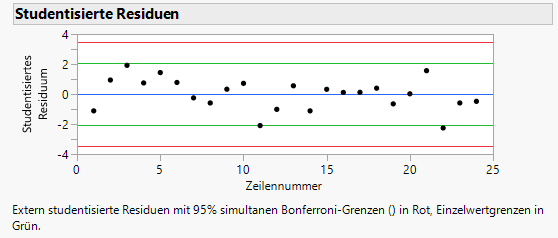 Studentisierte Residuen
Studentisiertes
Residuum
4
2
0
-2
-4
0
5
10
15
20
25
Zeilennummer
Extern studentisierte Residuen mit 95% simultanen Bonferroni-Grenzen () in Rot, Einzelwertgrenzen in
Grün.